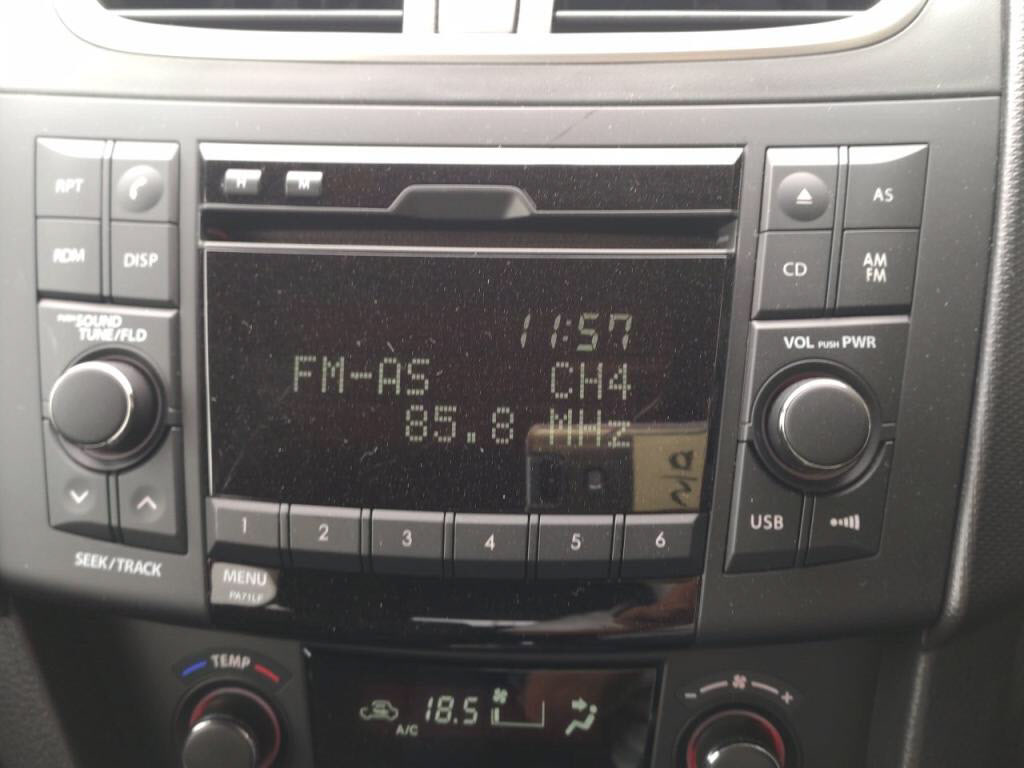 RPT
H
M
AS
RDM
DISP
CD
AM
FM
PUSH SOUND
TUNE/FLD
VOL PUSH PWR
11:57
FM-AS CH4
85.8 MHz
N/A
1 2 3 4 5 6
USB
SEEK/TRACK
MENU
PA71LF
TEMP
A/C 18.5
- +